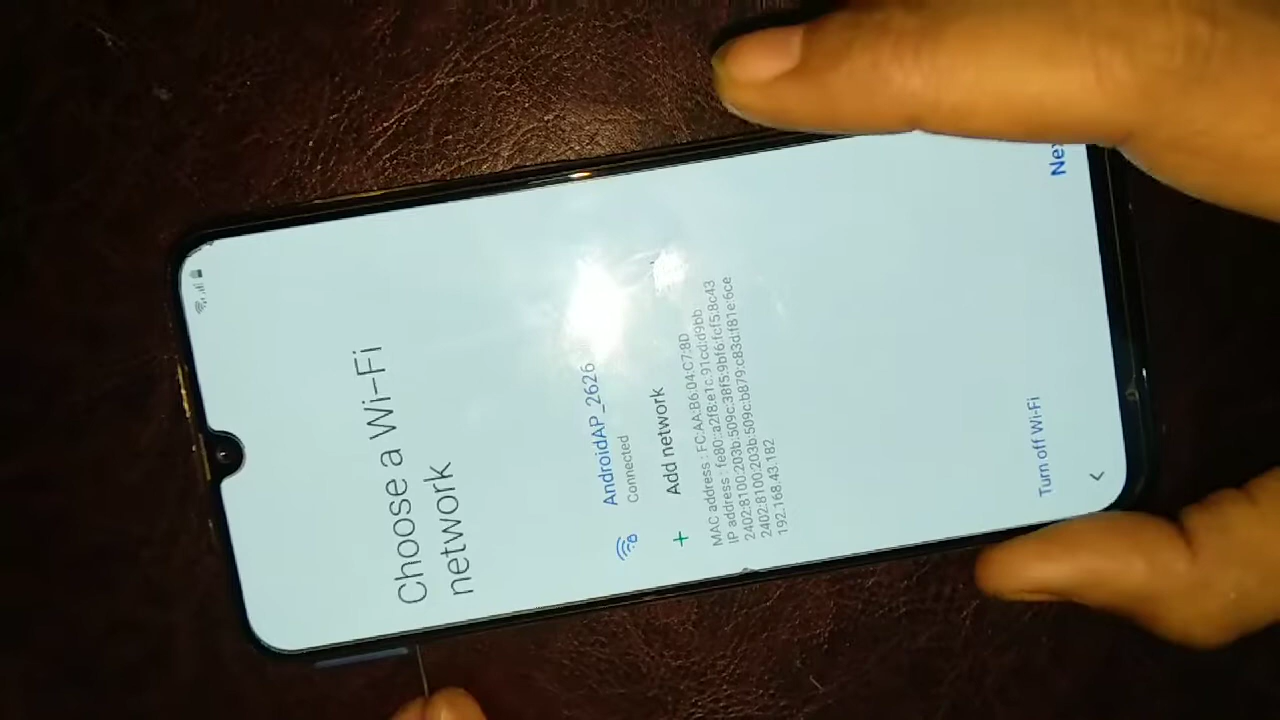 Choose a Wi-Fi
network
AndroidAP_2626
Connected
Add network
MAC address : FC:AA:B6:04:C7:8D
IP address : fe80::a2f8:e1c:91cd:d9bb
2402:8100:203b:509c:38f5:9bf6:fcf5:8c43
2402:8100:203b:509c:b879:c83d:f81e:6ce
192.168.43.182
Turn off Wi-Fi